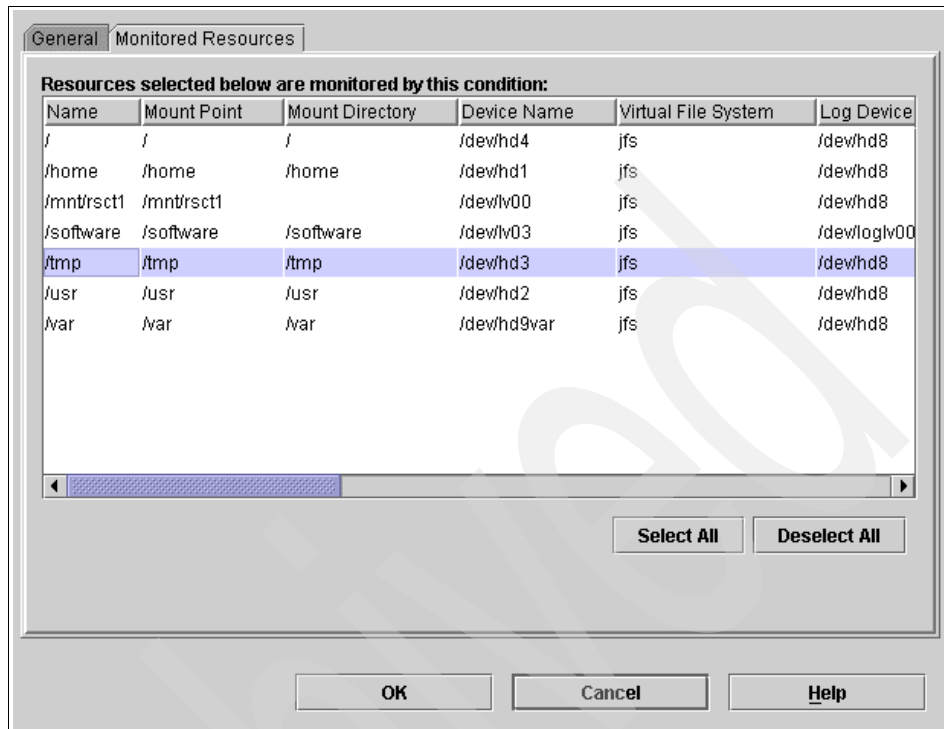 General Monitored Resources
Resources selected below are monitored by this condition:
Name Mount Point Mount Directory Device Name Virtual File System Log Device
/ / / /dev/hd4 jfs /dev/hd8
/home /home /home /dev/hd1 jfs /dev/hd8
/mnt/rsct1 /mnt/rsct1 /dev/lv00 jfs /dev/hd8
/software /software /software /dev/lv03 jfs /dev/loglv00
/tmp /tmp /tmp /dev/hd3 jfs /dev/hd8
/usr /usr /usr /dev/hd2 jfs /dev/hd8
/var /var /var /dev/hd9var jfs /dev/hd8
Select All Deselect All
OK Cancel Help